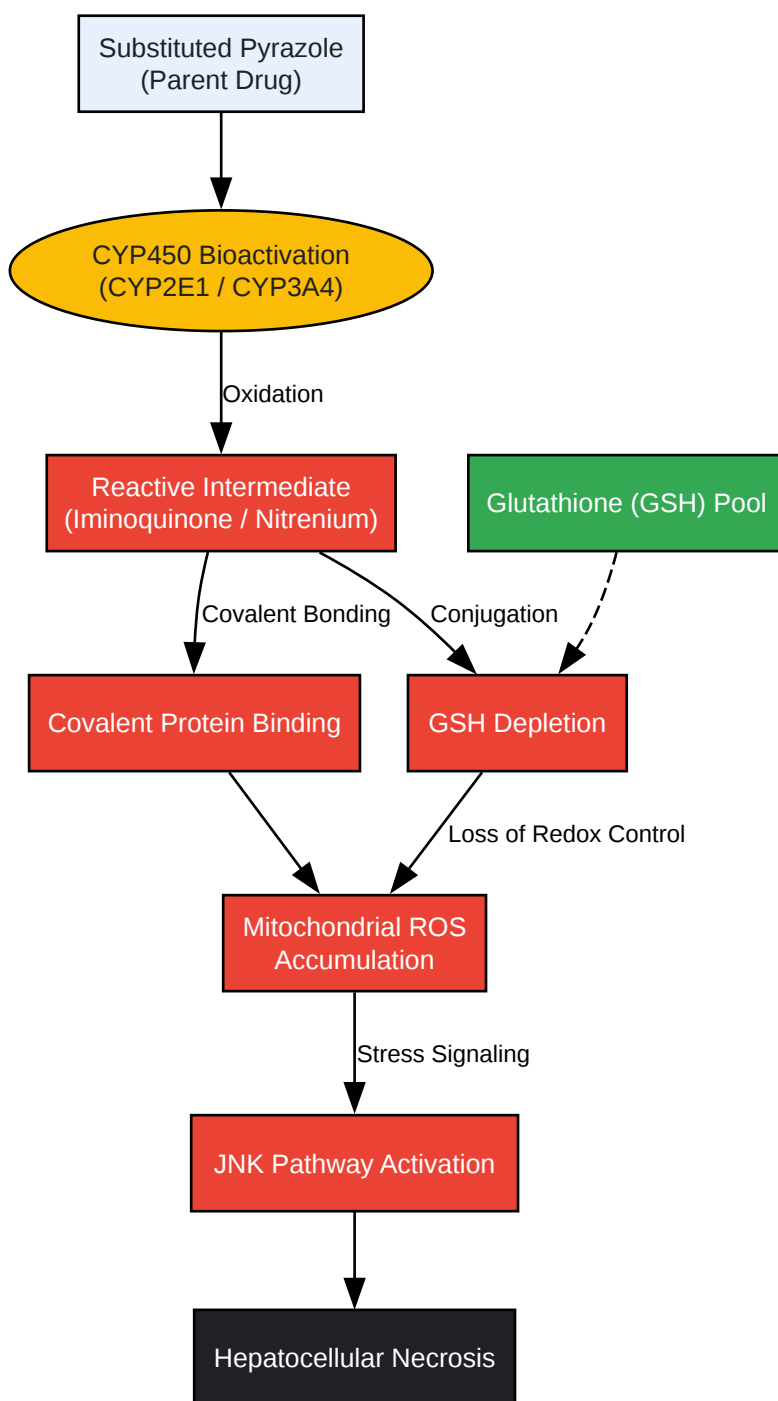 Substituted Pyrazole
(Parent Drug)
CYP450 Bioactivation
(CYP2E1 / CYP3A4)
Oxidation
Reactive Intermediate
(Iminoquinone / Nitrenium)
Glutathione (GSH) Pool
Covalent Bonding
Conjugation
Covalent Protein Binding
GSH Depletion
Loss of Redox Control
Mitochondrial ROS
Accumulation
Stress Signaling
JNK Pathway Activation
Hepatocellular Necrosis